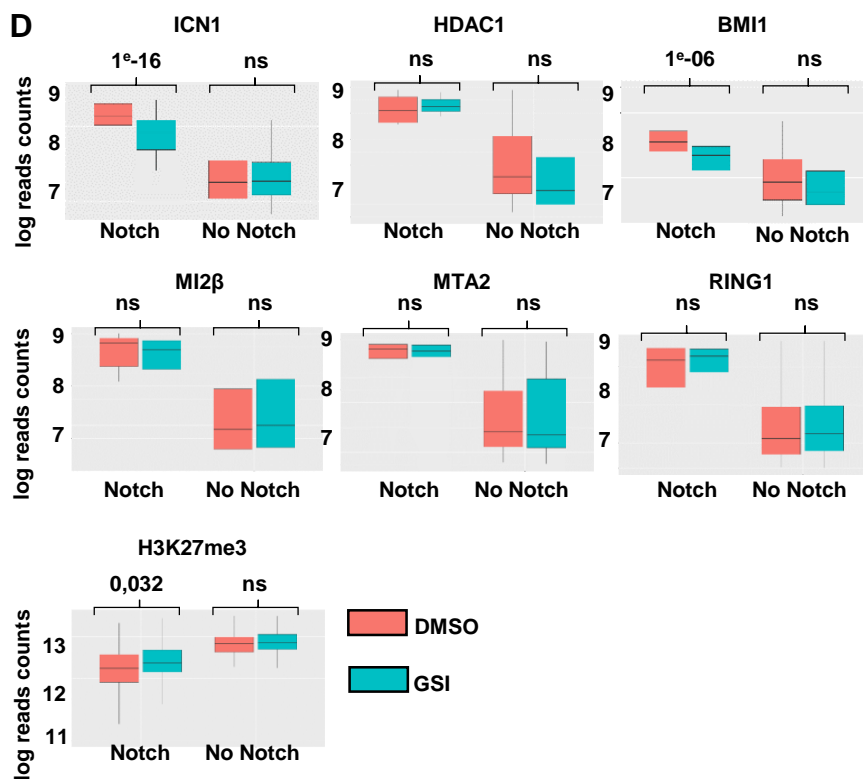 D
ICN1
HDAC1
BMI1
1ᵉ-16
ns
ns
ns
1ᵉ-06
ns
log reads counts
9
8
7
9
8
7
9
8
7
Notch
No Notch
Notch
No Notch
Notch
No Notch
MI2β
MTA2
RING1
ns
ns
ns
ns
ns
ns
log reads counts
9
8
7
9
8
7
9
8
7
Notch
No Notch
Notch
No Notch
Notch
No Notch
H3K27me3
0,032
ns
log reads counts
13
12
11
Notch
No Notch
DMSO
GSI